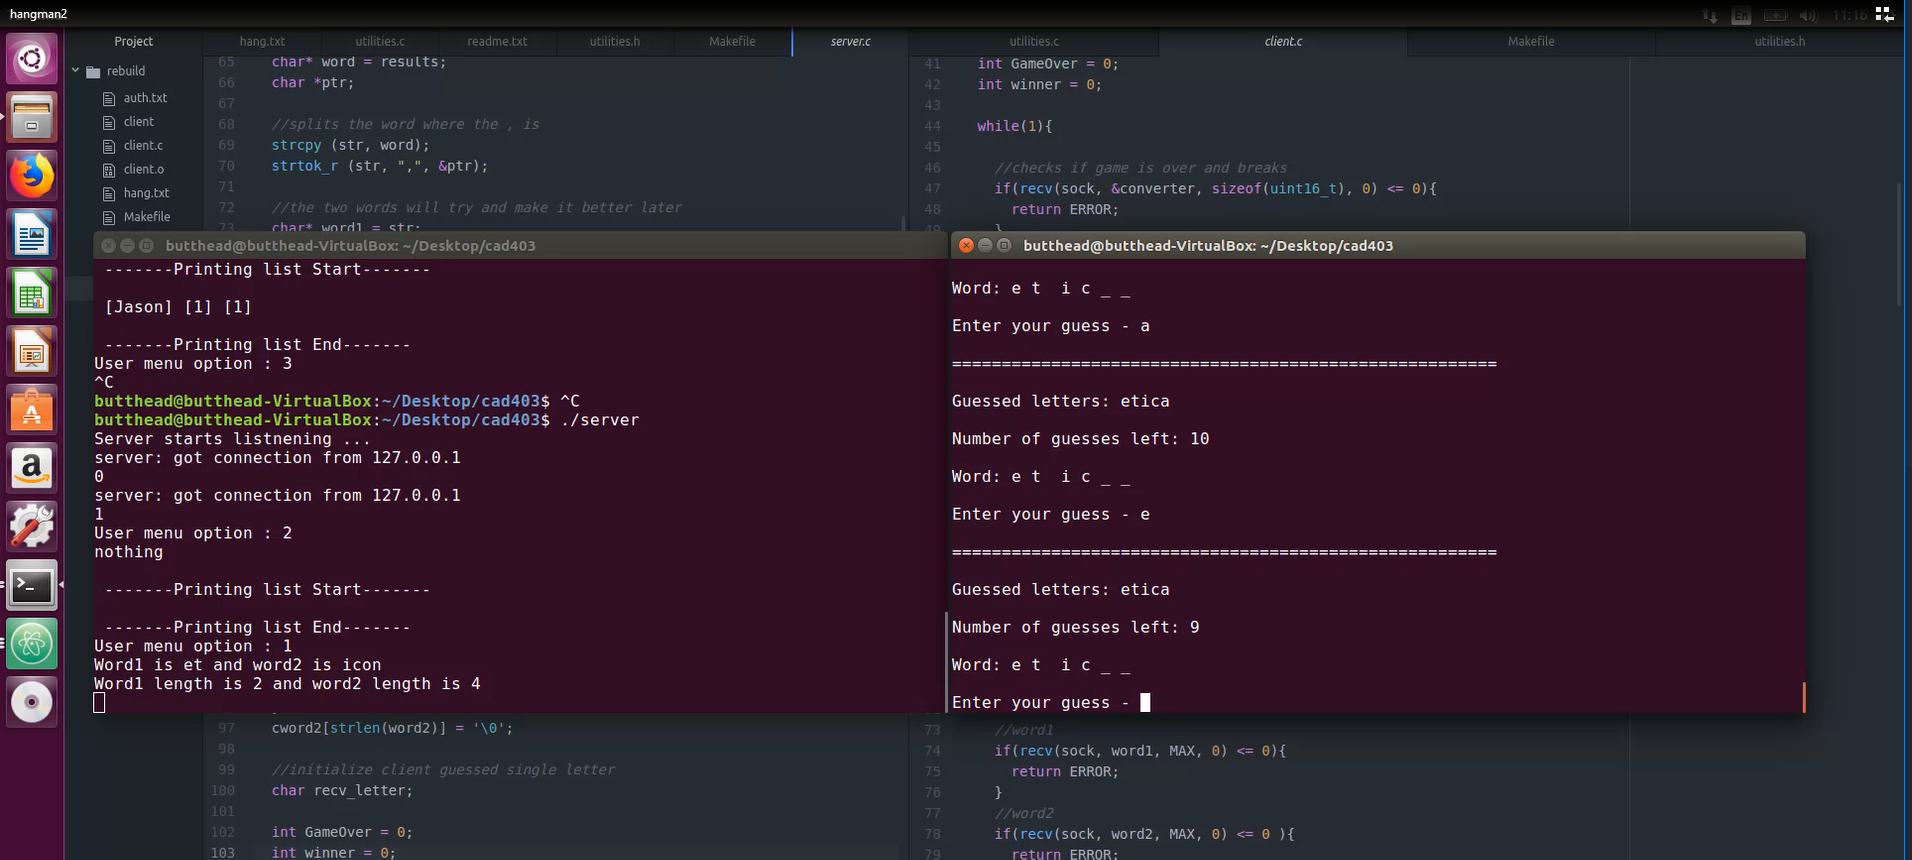 hangman2
En
11:16
Project
hang.txt
utilities.c
readme.txt
utilities.h
Makefile
server.c
utilities.c
client.c
Makefile
utilities.h
rebuild
auth.txt
client
client.c
client.o
hang.txt
Makefile
65 char* word = results;
66 char *ptr;
67
68 //splits the word where the , is
69 strcpy (str, word);
70 strtok_r (str, ",", &ptr);
71
72 //the two words will try and make it better later
73 char* word1 = str;
41 int GameOver = 0;
42 int winner = 0;
43
44 while(1){
45
46 //checks if game is over and breaks
47 if(recv(sock, &converter, sizeof(uint16_t), 0) <= 0){
48 return ERROR;
49 }
butthead@butthead-VirtualBox: ~/Desktop/cad403
-------Printing list Start-------
[Jason] [1] [1]
-------Printing list End-------
User menu option : 3
^C
butthead@butthead-VirtualBox:~/Desktop/cad403$ ^C
butthead@butthead-VirtualBox:~/Desktop/cad403$ ./server
Server starts listnening ...
server: got connection from 127.0.0.1
0
server: got connection from 127.0.0.1
1
User menu option : 2
nothing
-------Printing list Start-------
-------Printing list End-------
User menu option : 1
Word1 is et and word2 is icon
Word1 length is 2 and word2 length is 4
butthead@butthead-VirtualBox: ~/Desktop/cad403
Word: e t  i c _ _
Enter your guess - a
=======================================================
Guessed letters: etica
Number of guesses left: 10
Word: e t  i c _ _
Enter your guess - e
=======================================================
Guessed letters: etica
Number of guesses left: 9
Word: e t  i c _ _
Enter your guess -
97 cword2[strlen(word2)] = '\0';
98
99 //initialize client guessed single letter
100 char recv_letter;
101
102 int GameOver = 0;
103 int winner = 0;
73 //word1
74 if(recv(sock, word1, MAX, 0) <= 0){
75 return ERROR;
76 }
77 //word2
78 if(recv(sock, word2, MAX, 0) <= 0 ){
79 return ERROR;